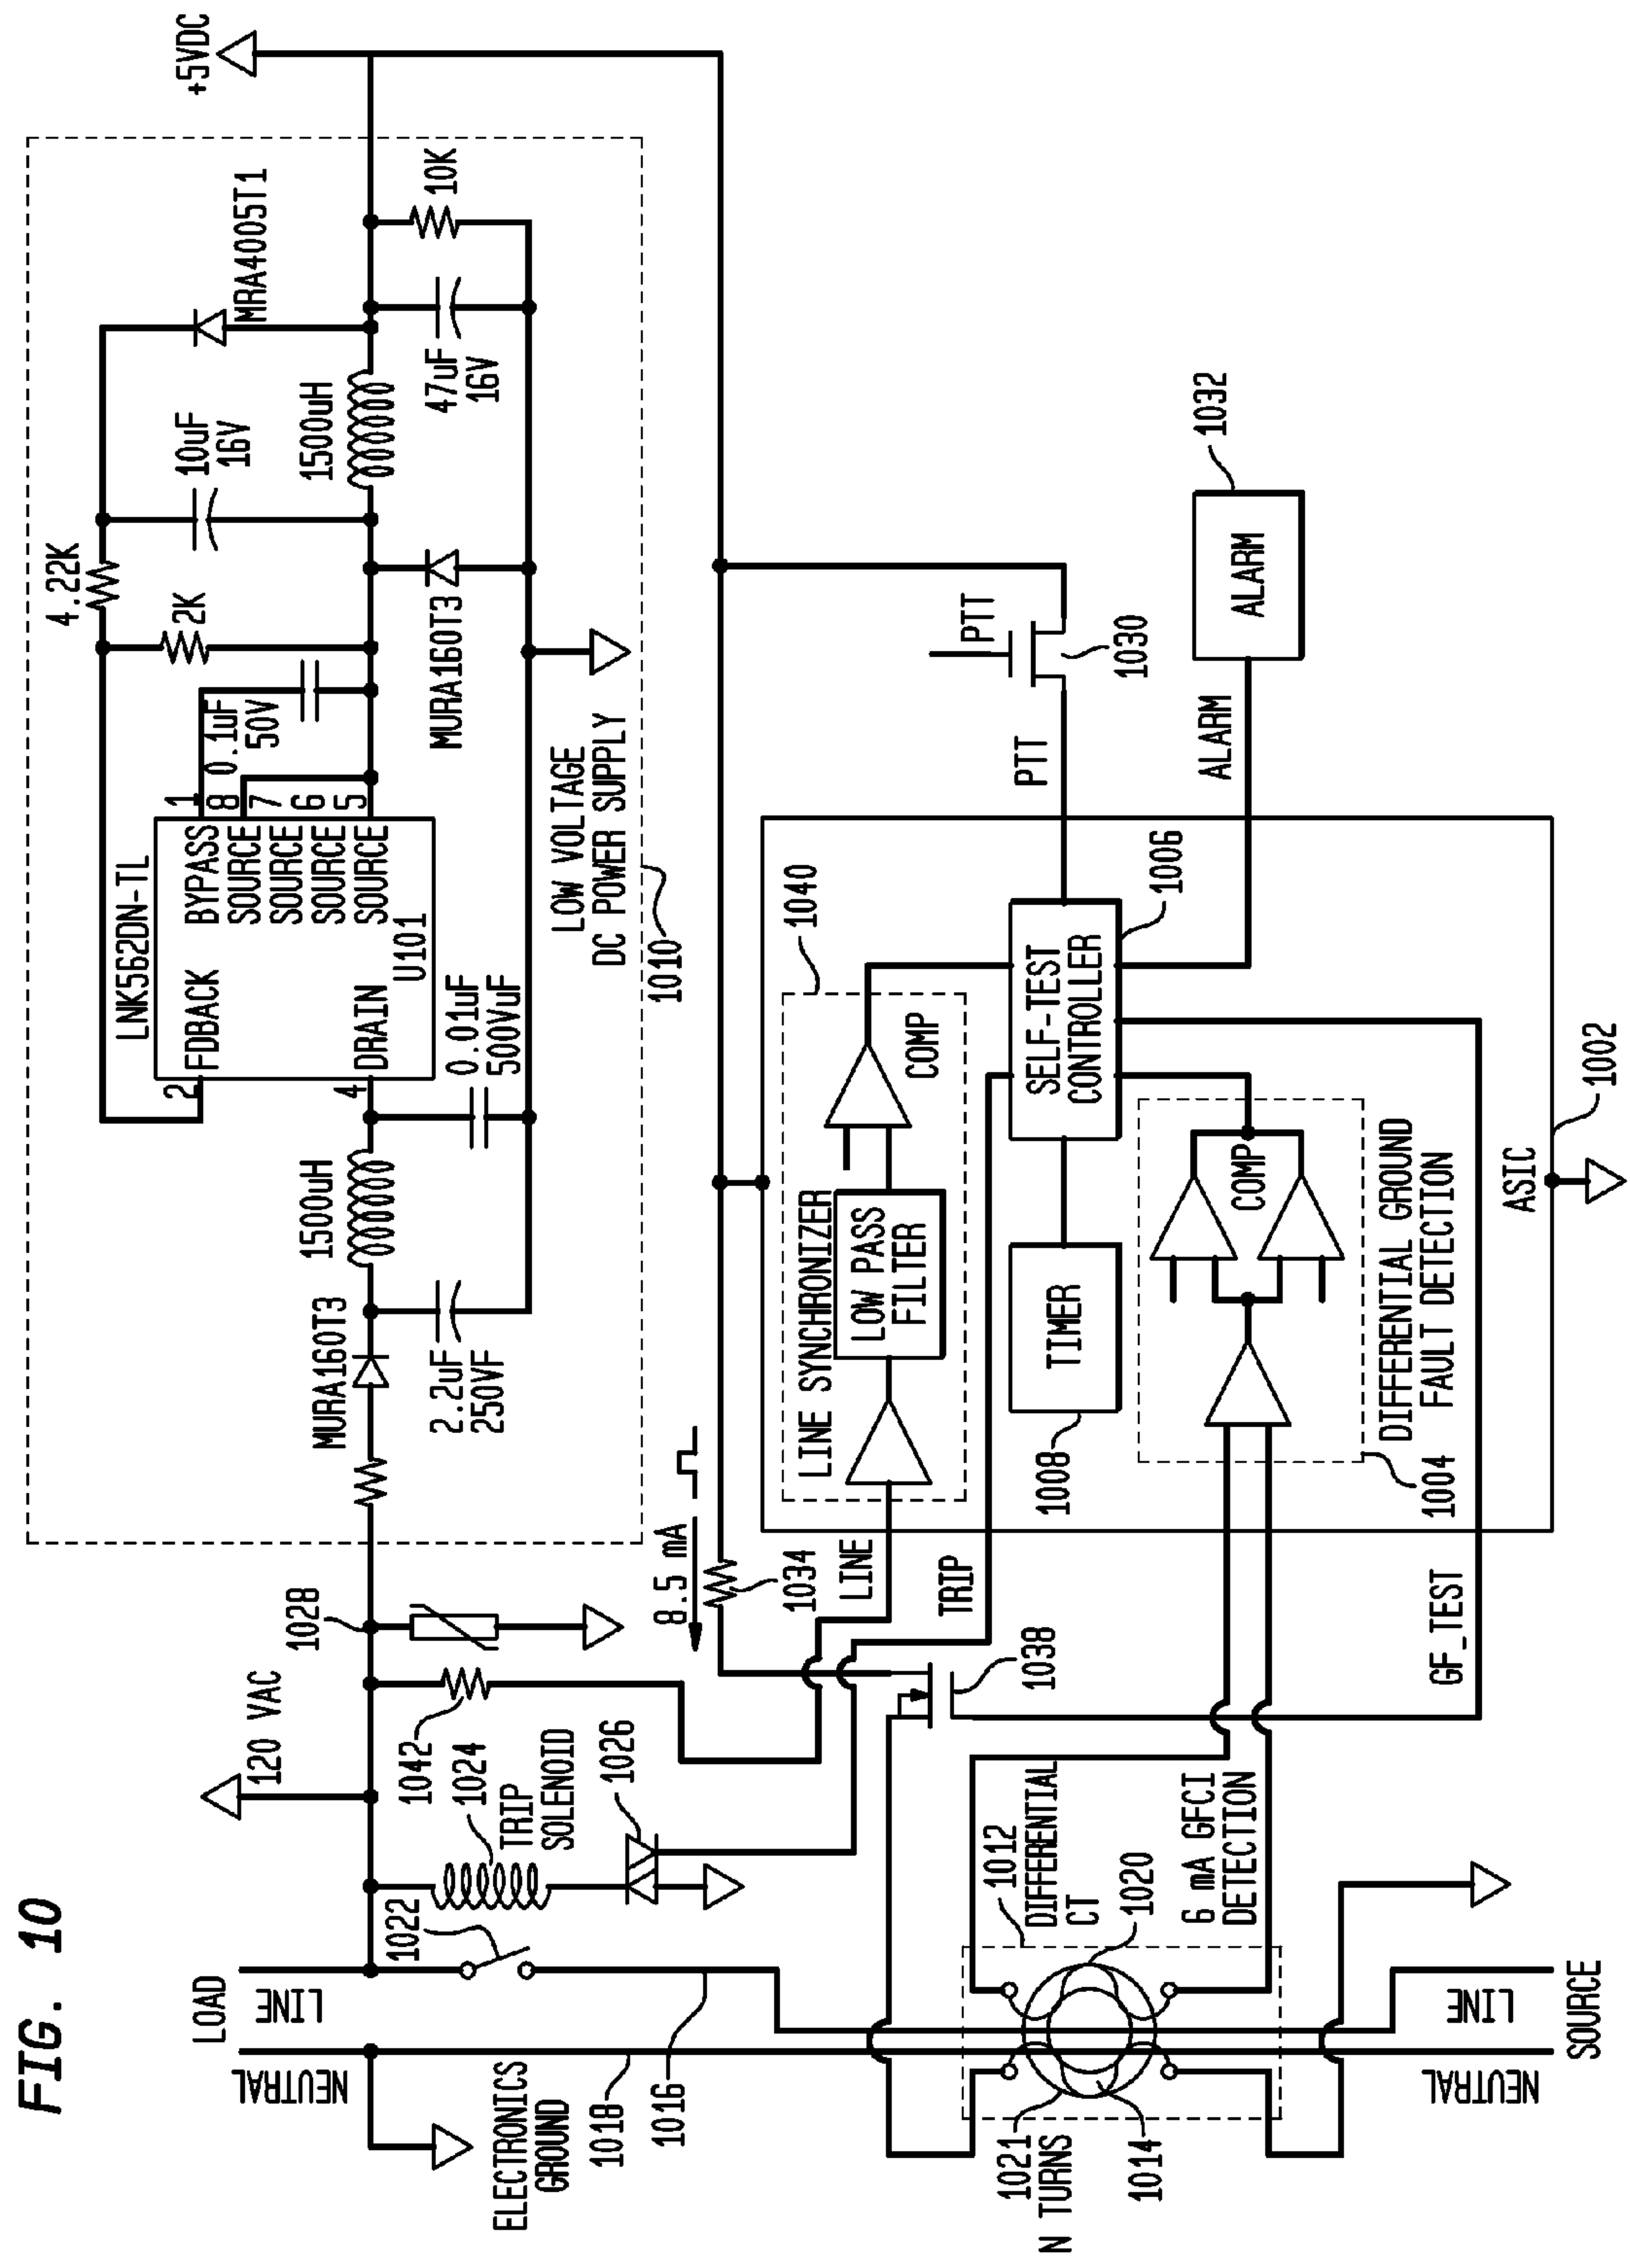 FIG. 10
LOAD
LINE
NEUTRAL
ELECTRONICS
GROUND
1018
1016
1022
120 VAC
1042
1024
TRIP
SOLENOID
1026
1028
MURA160T3
2.2uF
250VF
1500uH
LNK562DN-TL
2
FDBACK
4
DRAIN
U101
BYPASS
SOURCE
SOURCE
SOURCE
SOURCE
1
8
7
6
5
0.01uF
500VuF
0.1uF
50V
2K
4.22K
10uF
16V
MURA160T3
1500uH
MRA4005T1
47uF
16V
10K
+5VDC
LOW VOLTAGE
DC POWER SUPPLY
1010
8.5 mA
1034
LINE
TRIP
1038
GF_TEST
LINE SYNCHRONIZER
LOW PASS
FILTER
COMP
1040
TIMER
1008
SELF-TEST
CONTROLLER
1006
COMP
DIFFERENTIAL GROUND
FAULT DETECTION
1004
ASIC
1002
PTT
PTT
1030
ALARM
ALARM
1032
1012
DIFFERENTIAL
CT
1020
6 mA GFCI
DETECTION
1021
N TURNS
1014
LINE
NEUTRAL
SOURCE